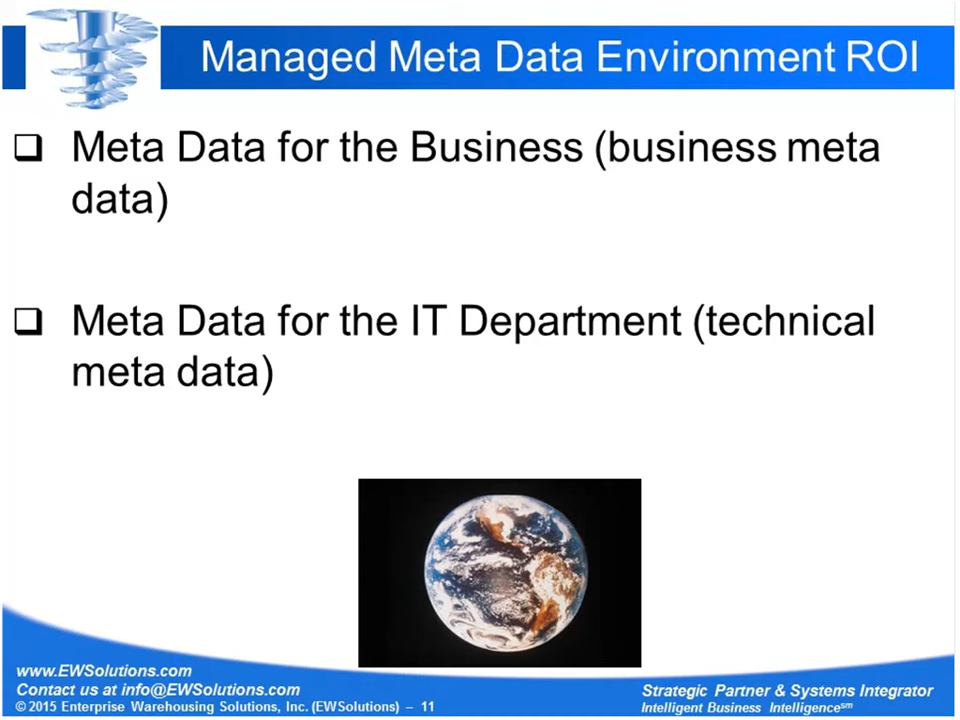 Managed Meta Data Environment ROI
Meta Data for the Business (business meta
data)
Meta Data for the IT Department (technical
meta data)
www.EWSolutions.com
Contact us at info@EWSolutions.com
© 2015 Enterprise Warehousing Solutions, Inc. (EWSolutions) – 11
Strategic Partner & Systems Integrator
Intelligent Business Intelligence℠